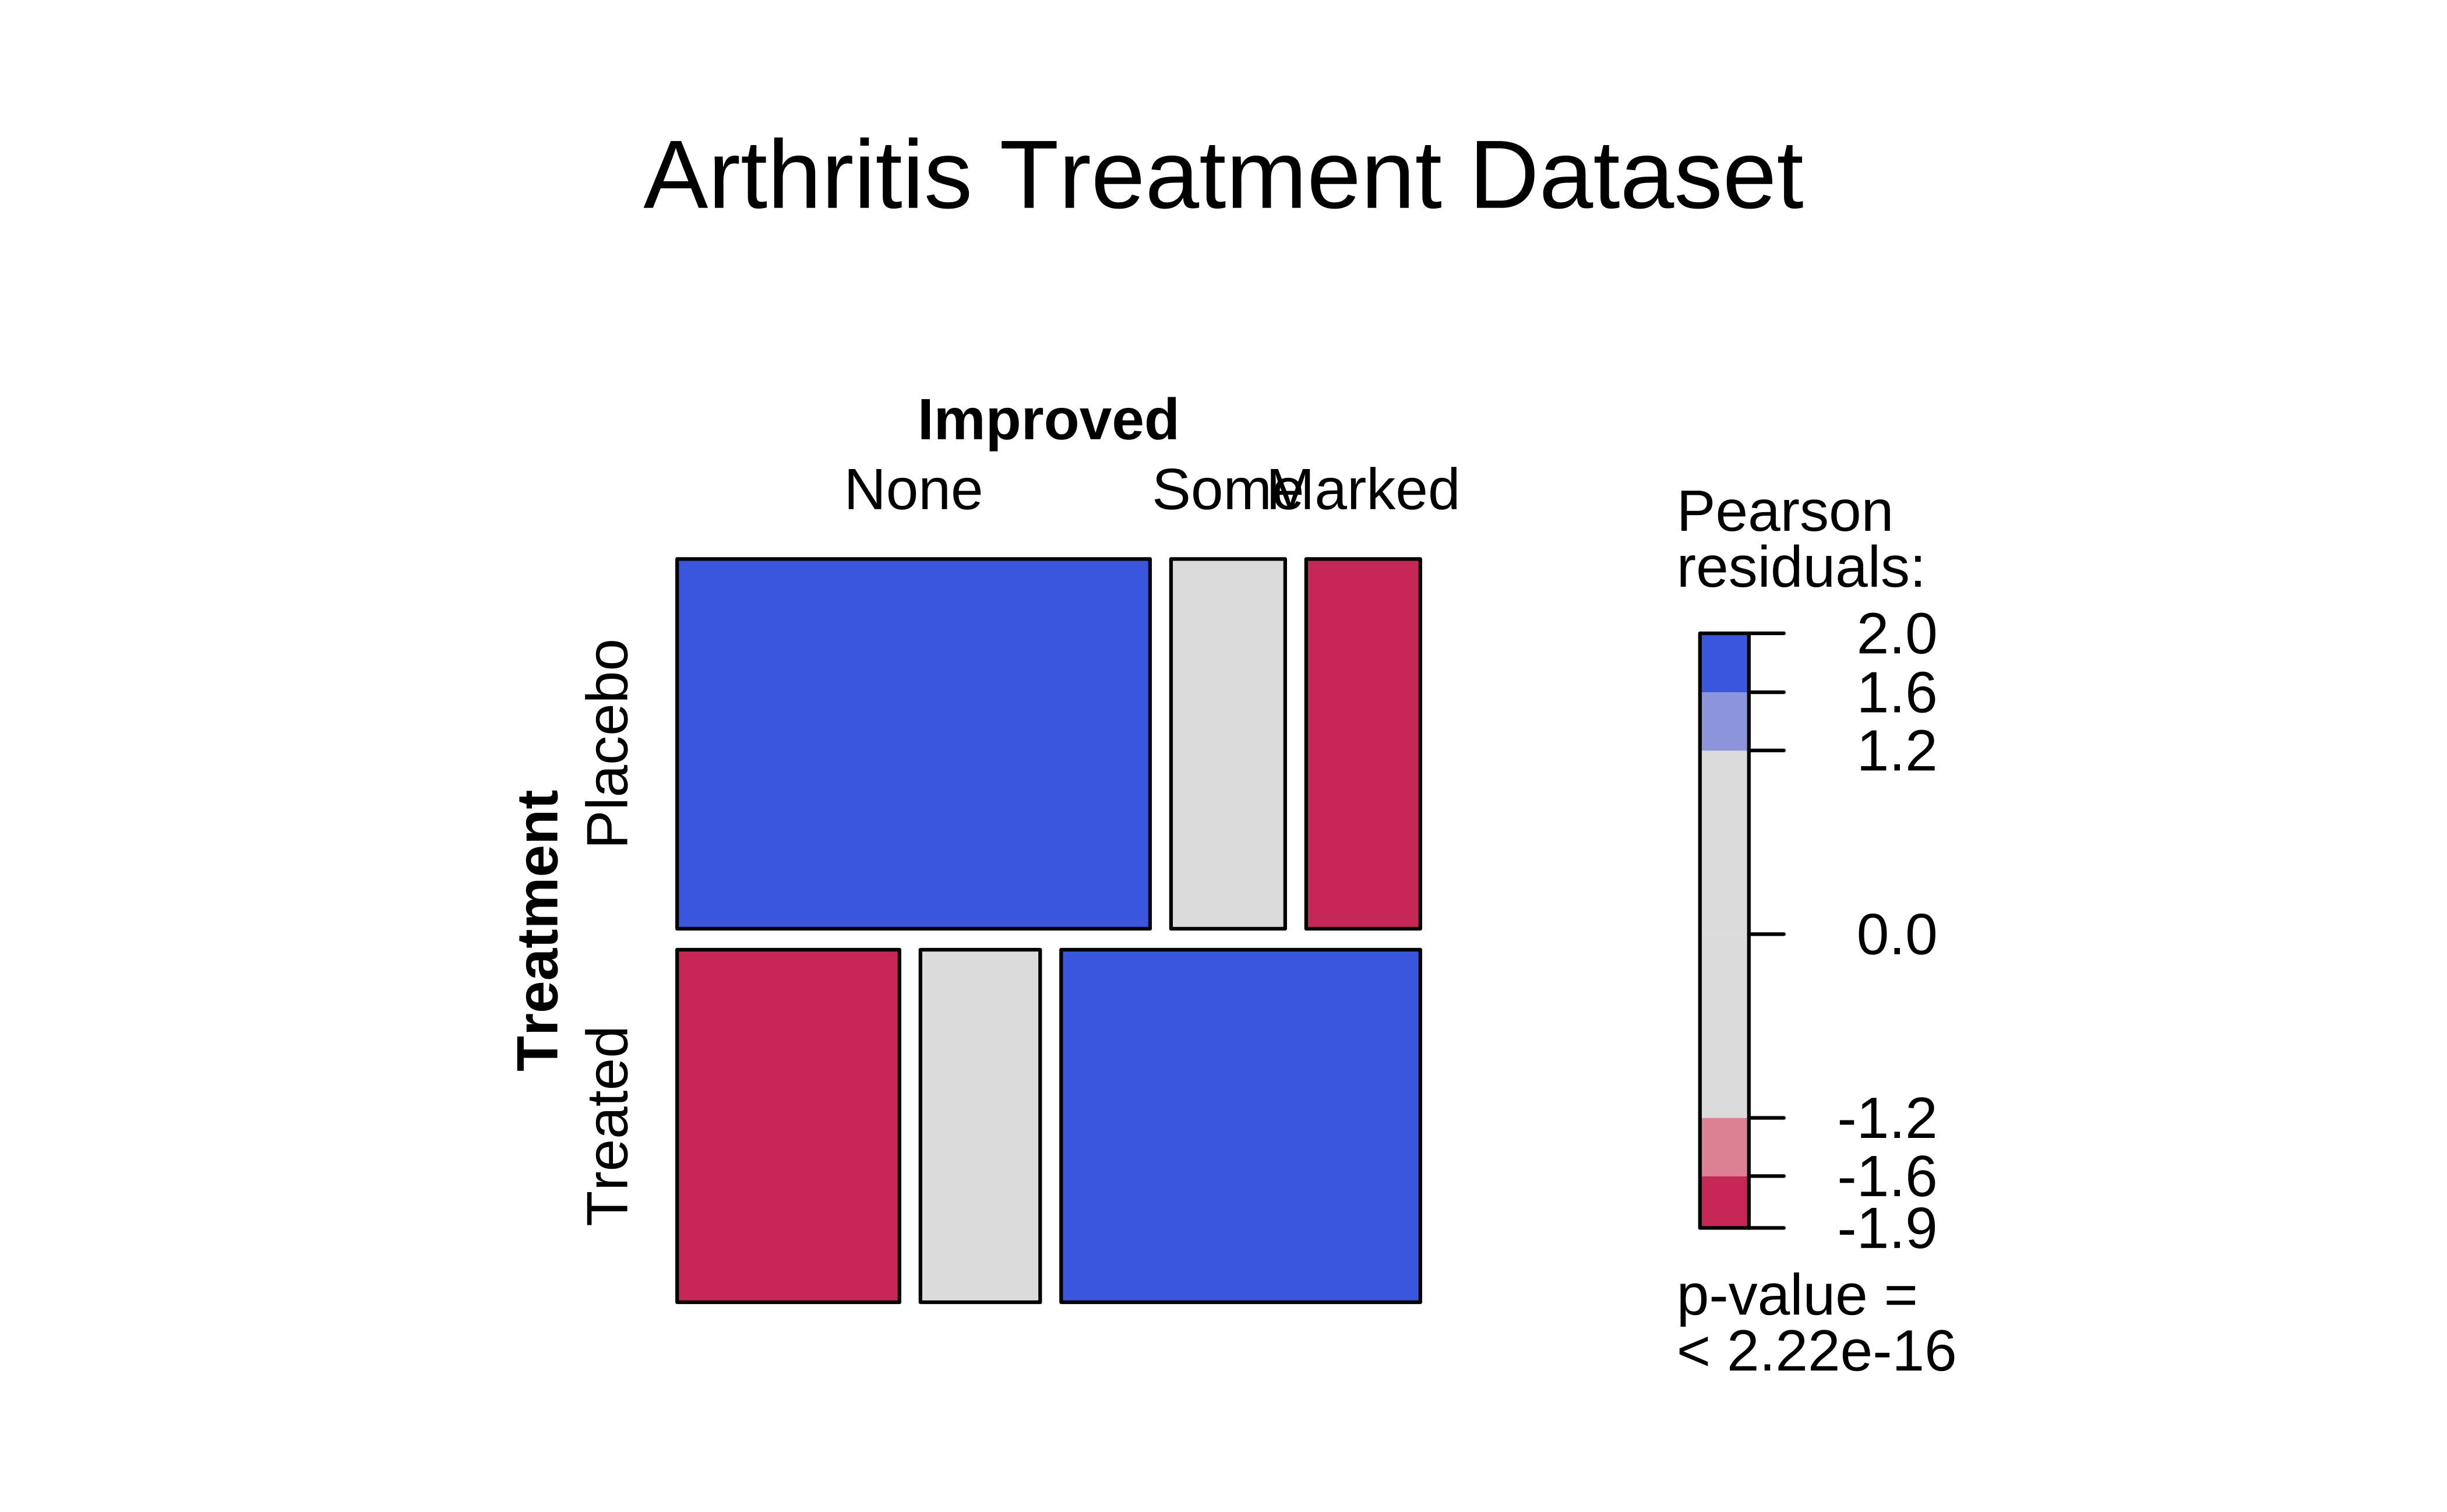 Arthritis Treatment Dataset
Improved
None Some Marked
Treatment
Placebo
Treated
Pearson
residuals:
2.0
1.6
1.2
0.0
-1.2
-1.6
-1.9
p-value =
< 2.22e-16